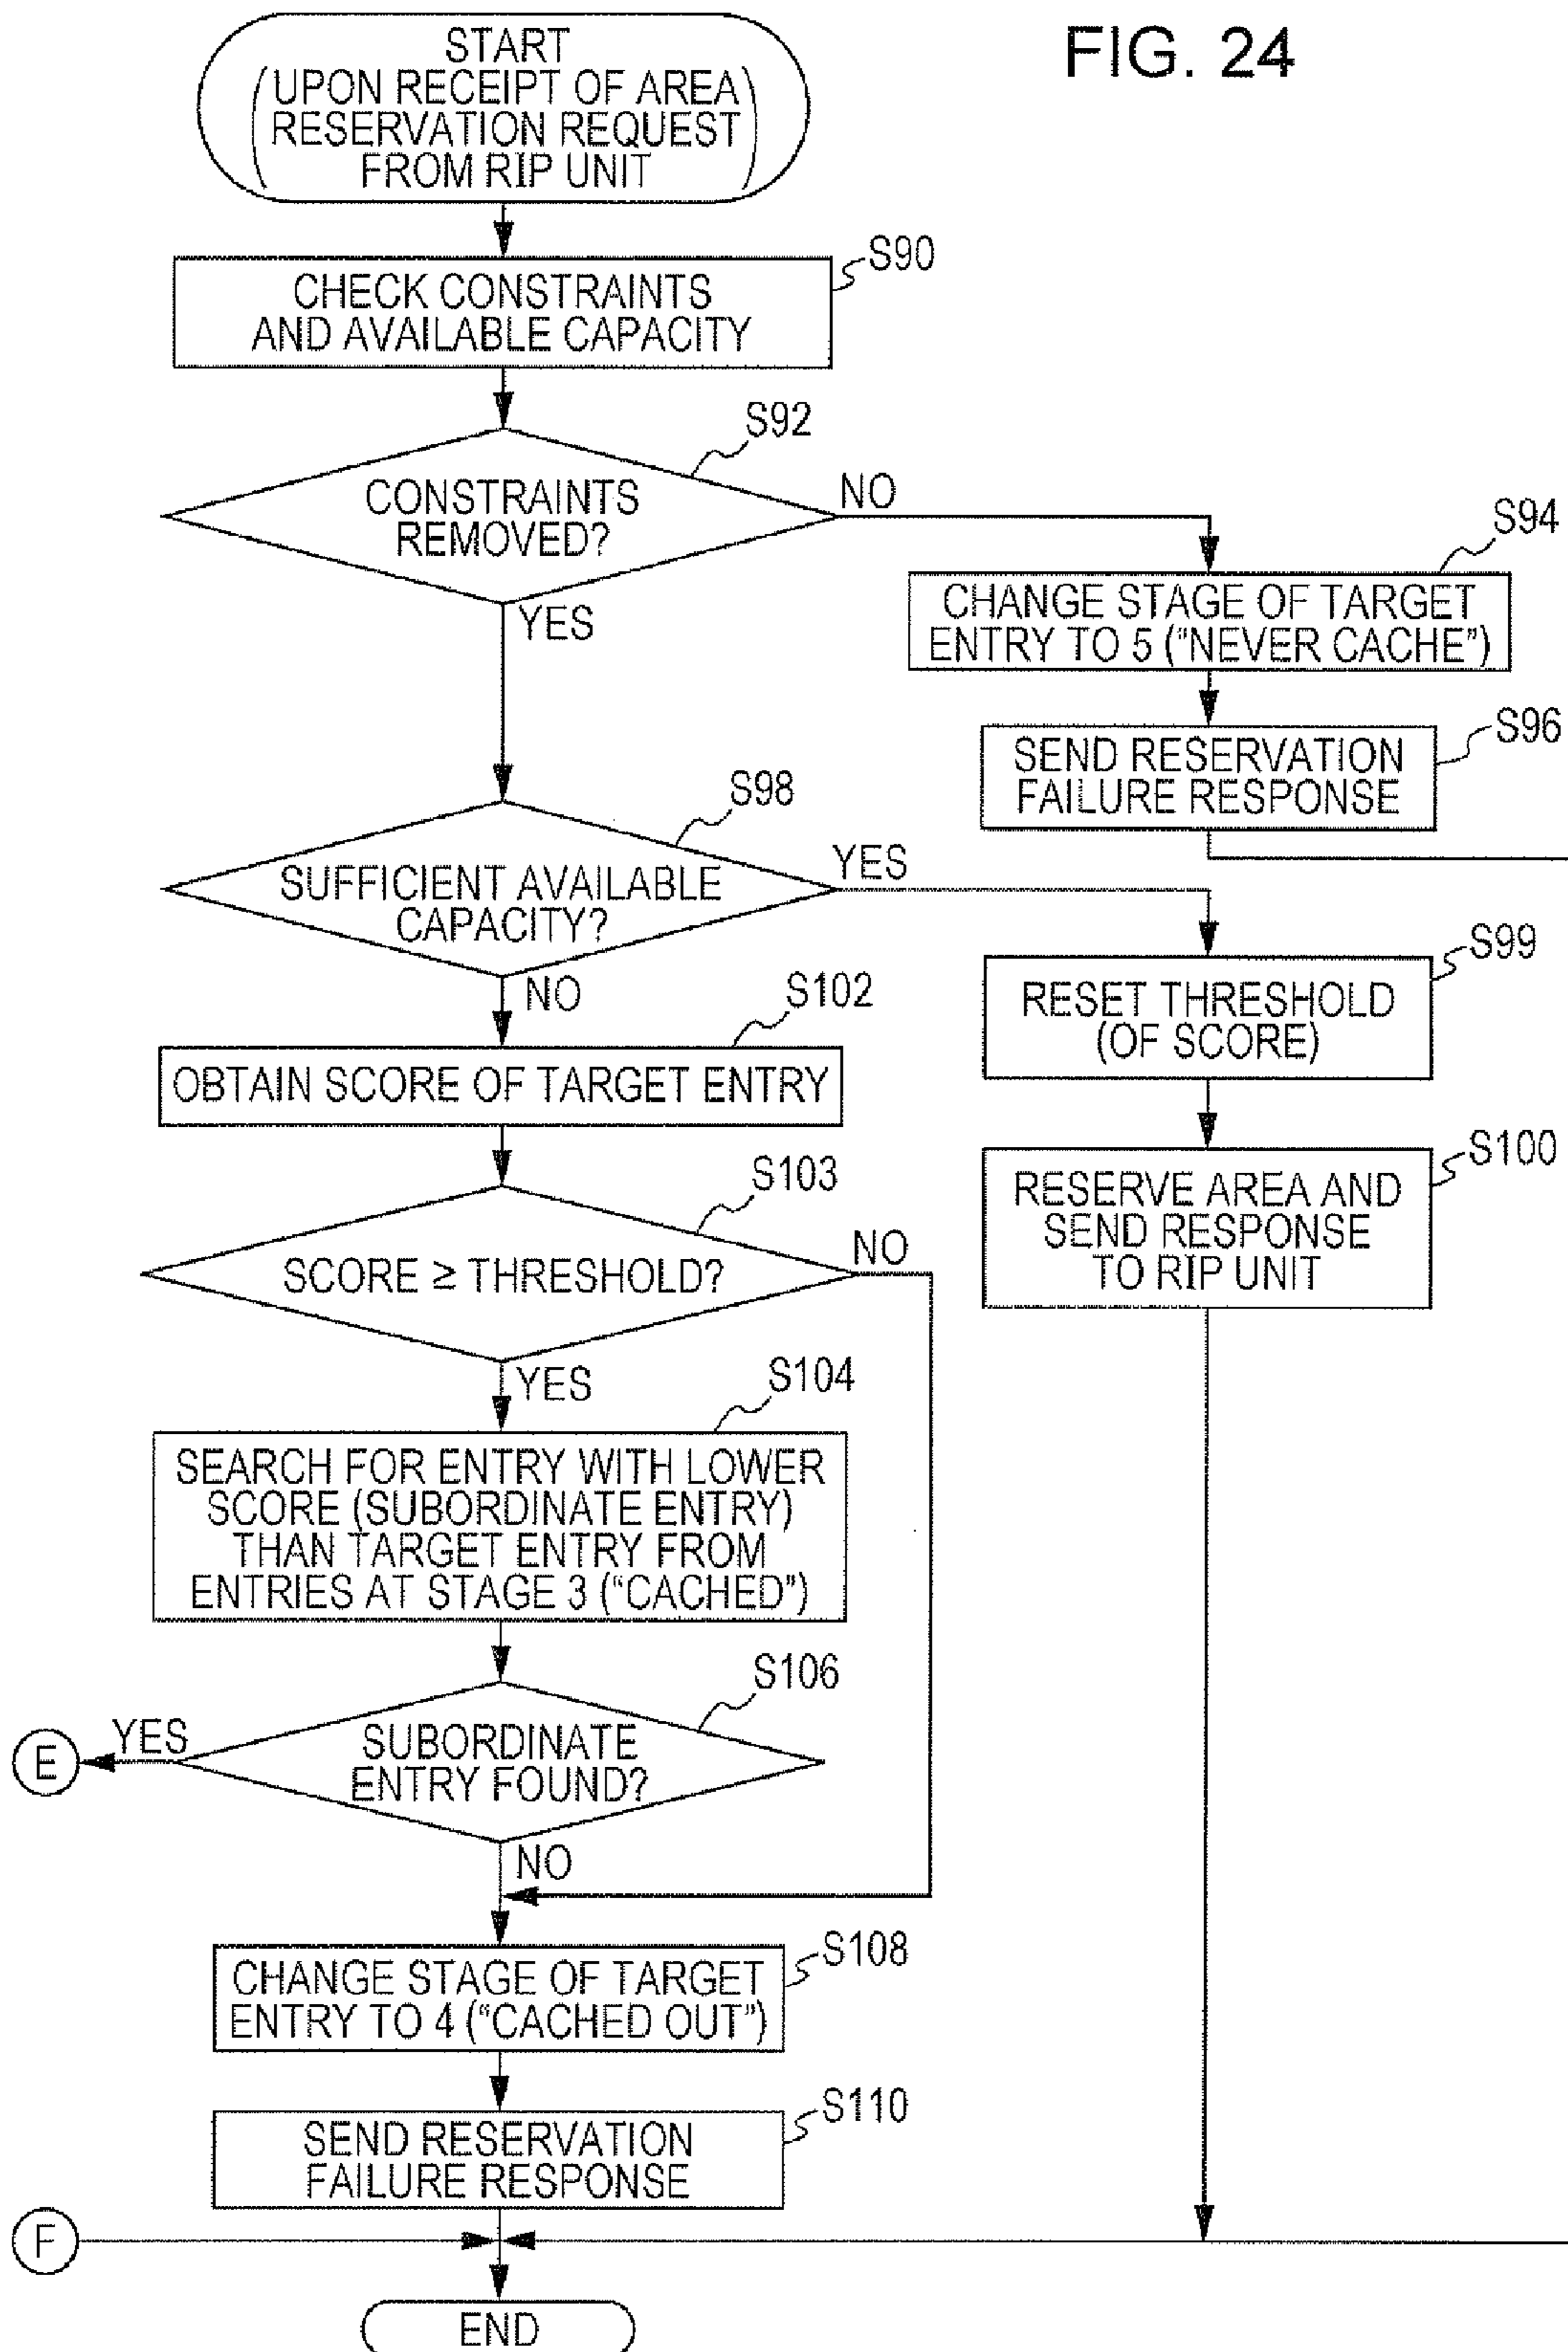 FIG. 24
START
(UPON RECEIPT OF AREA
RESERVATION REQUEST
FROM RIP UNIT)
S90
CHECK CONSTRAINTS
AND AVAILABLE CAPACITY
S92
CONSTRAINTS
REMOVED?
NO
YES
S94
CHANGE STAGE OF TARGET
ENTRY TO 5 (“NEVER CACHE”)
S96
SEND RESERVATION
FAILURE RESPONSE
S98
SUFFICIENT AVAILABLE
CAPACITY?
YES
NO
S99
RESET THRESHOLD
(OF SCORE)
S100
RESERVE AREA AND
SEND RESPONSE
TO RIP UNIT
S102
OBTAIN SCORE OF TARGET ENTRY
S103
SCORE ≥ THRESHOLD?
NO
YES
S104
SEARCH FOR ENTRY WITH LOWER
SCORE (SUBORDINATE ENTRY)
THAN TARGET ENTRY FROM
ENTRIES AT STAGE 3 (“CACHED”)
S106
SUBORDINATE
ENTRY FOUND?
YES
E
NO
S108
CHANGE STAGE OF TARGET
ENTRY TO 4 (“CACHED OUT”)
S110
SEND RESERVATION
FAILURE RESPONSE
F
END